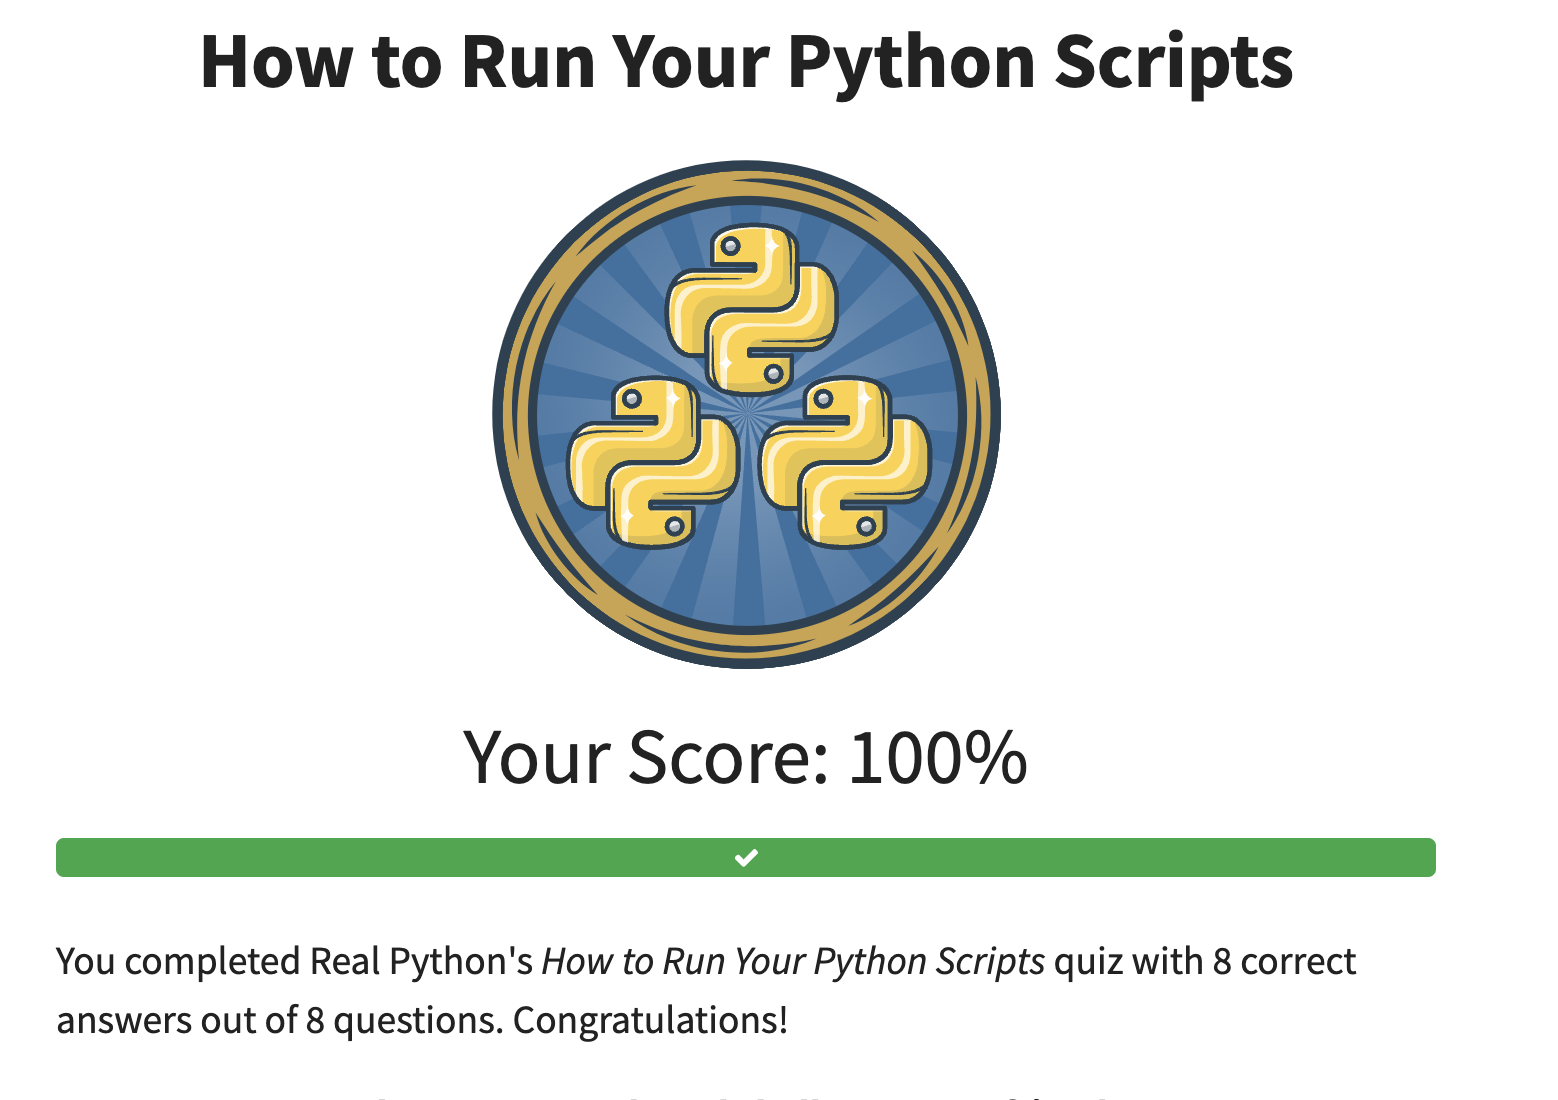 How to Run Your Python Scripts
Your Score: 100%
You completed Real Python's How to Run Your Python Scripts quiz with 8 correct
answers out of 8 questions. Congratulations!